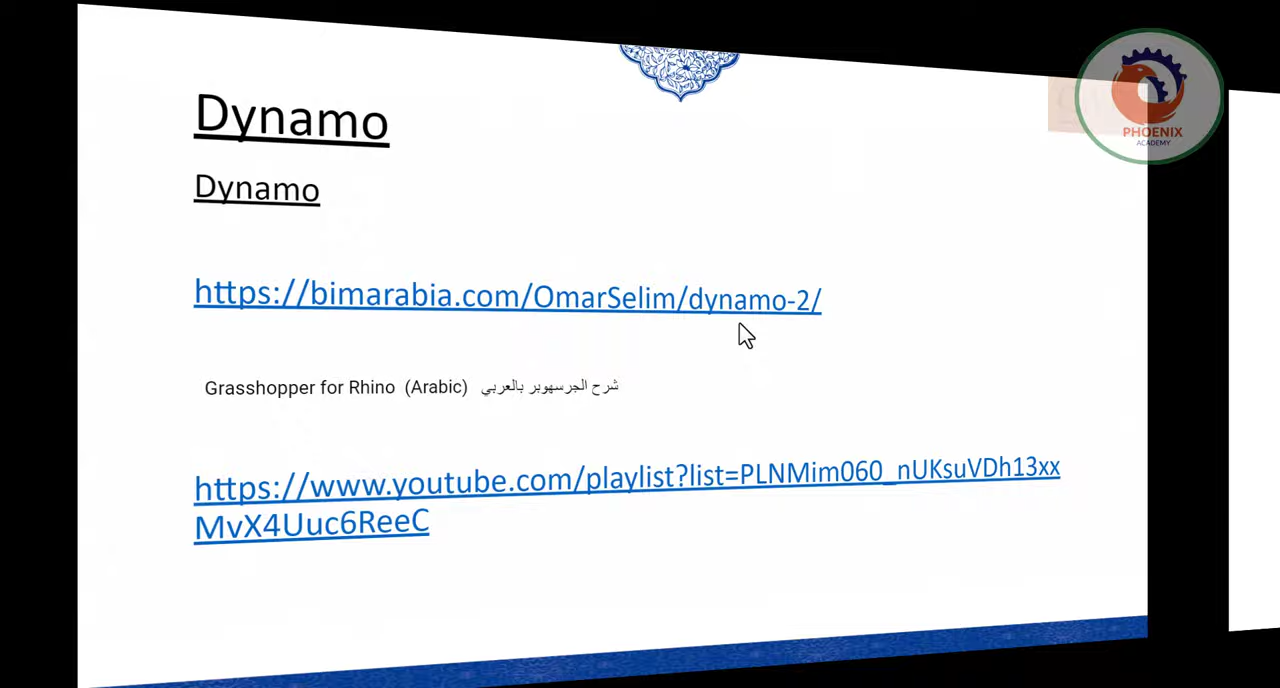 PHOENIX
ACADEMY
Dynamo
Dynamo
https://bimarabia.com/OmarSelim/dynamo-2/
Grasshopper for Rhino (Arabic) شرح الجرسهوبر بالعربي
https://www.youtube.com/playlist?list=PLNMim060_nUKsuVDh13xx
MvX4Uuc6ReeC